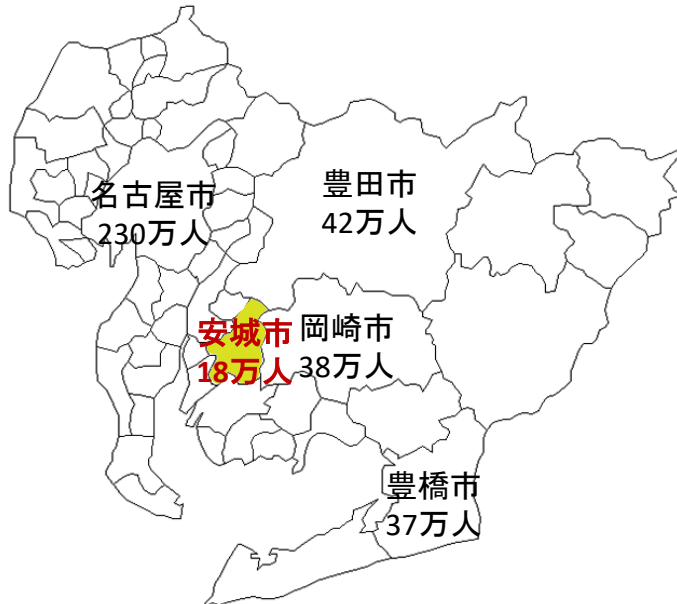 名古屋市
230万人
豊田市
42万人
安城市
18万人
岡崎市
38万人
豊橋市
37万人